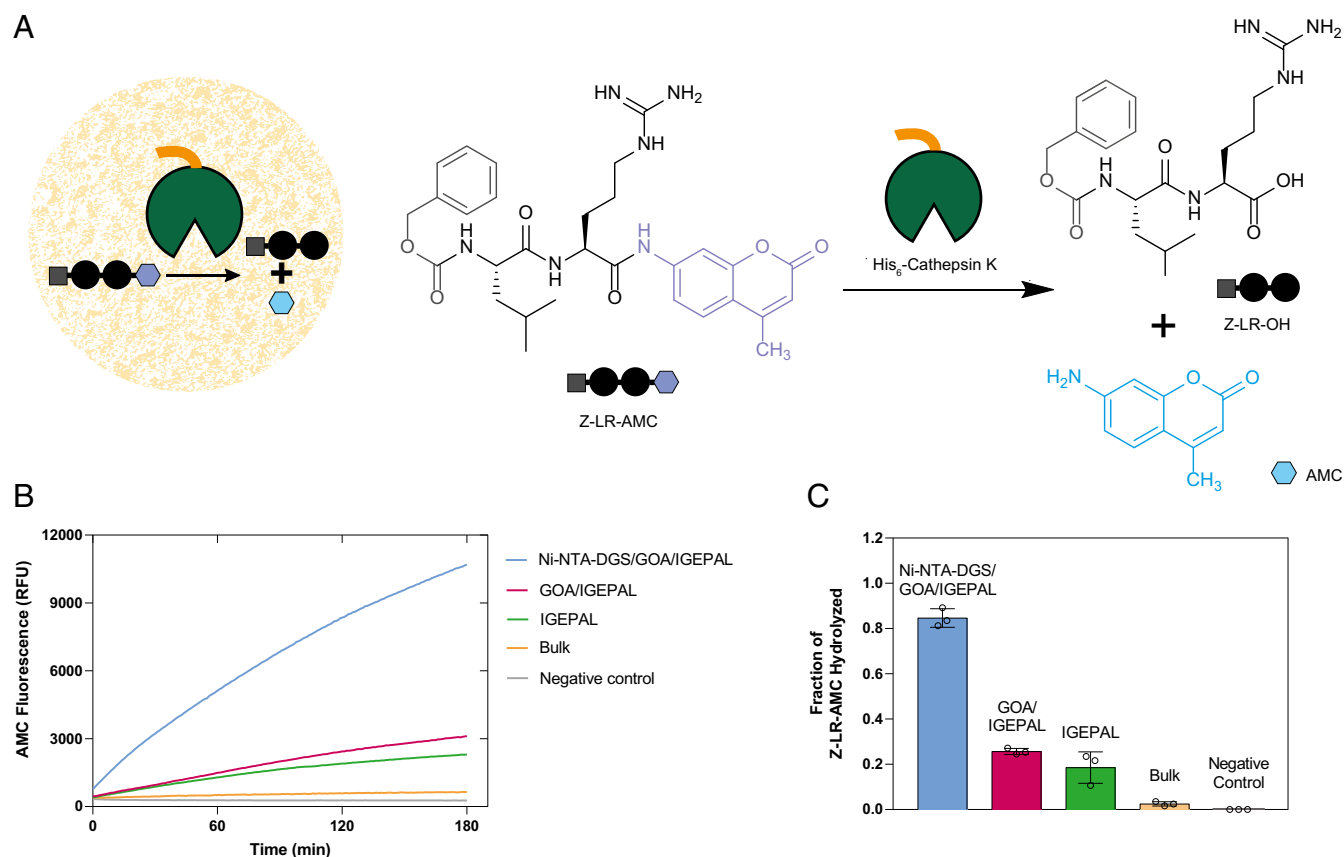 A
HN
NH2
NH
O
O
H
N
O
N
H
O
H
N
O
O
CH3
Z-LR-AMC
His6-Cathepsin K
HN
NH2
NH
O
O
H
N
O
N
H
O
OH
Z-LR-OH
+
+
H2N
O
O
CH3
AMC
B
12000
9000
6000
3000
0
AMC Fluorescence (RFU)
0 60 120 180
Time (min)
Ni-NTA-DGS/GOA/IGEPAL
GOA/IGEPAL
IGEPAL
Bulk
Negative control
C
1.2
1.0
0.8
0.6
0.4
0.2
0.0
Fraction of
Z-LR-AMC Hydrolyzed
Ni-NTA-DGS/
GOA/IGEPAL
GOA/
IGEPAL
IGEPAL
Bulk
Negative
Control